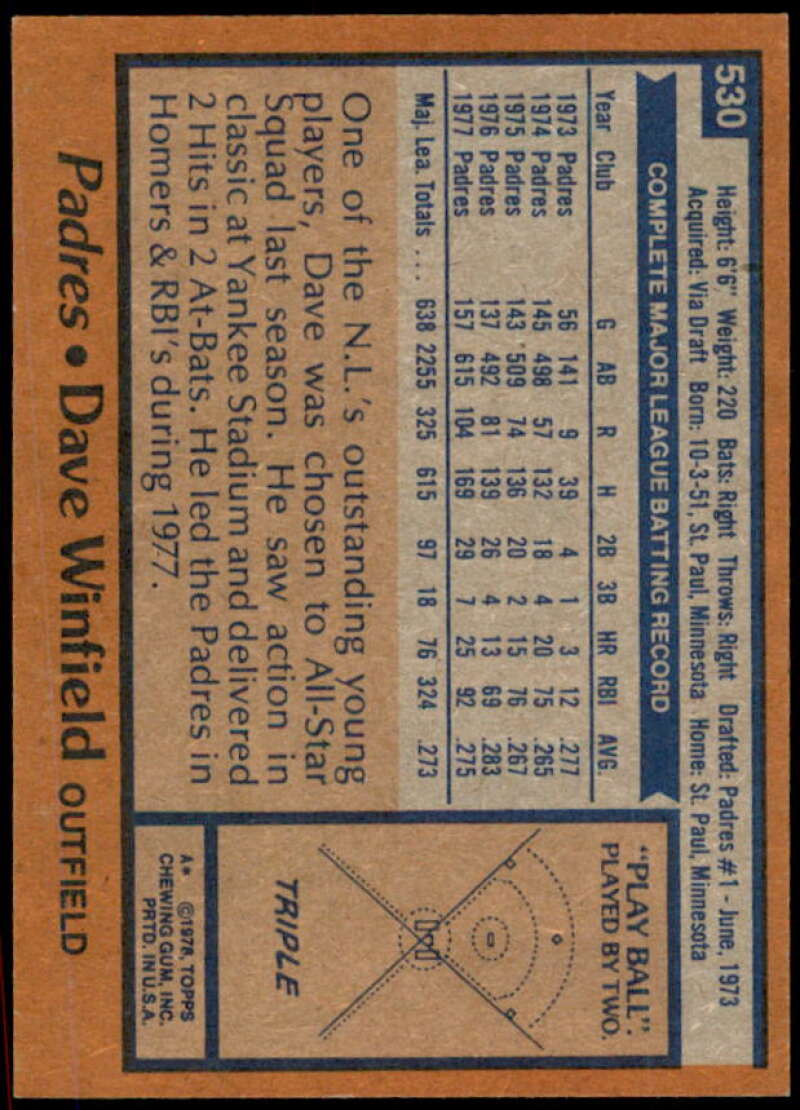 530
Height: 6'6" Weight: 220 Bats: Right Throws: Right Drafted: Padres #1 - June, 1973
Acquired: Via Draft Born: 10-3-51, St. Paul, Minnesota Home: St. Paul, Minnesota
COMPLETE MAJOR LEAGUE BATTING RECORD
Year Club G AB R H 2B 3B HR RBI AVG.
1973 Padres 56 141 9 39 4 1 3 12 .277
1974 Padres 145 498 57 132 18 4 20 75 .265
1975 Padres 143 509 74 136 20 2 15 76 .267
1976 Padres 137 492 81 139 26 4 13 69 .283
1977 Padres 157 615 104 169 29 7 25 92 .275
Maj. Lea. Totals ... 638 2255 325 615 97 18 76 324 .273
One of the N.L.'s outstanding young
players, Dave was chosen to All-Star
Squad last season. He saw action in
classic at Yankee Stadium and delivered
2 Hits in 2 At-Bats. He led the Padres in
Homers & RBI's during 1977.
"PLAY BALL":
PLAYED BY TWO.
TRIPLE
A* ©1978, TOPPS
CHEWING GUM, INC.
PRTD. IN U.S.A.
Padres • Dave Winfield OUTFIELD